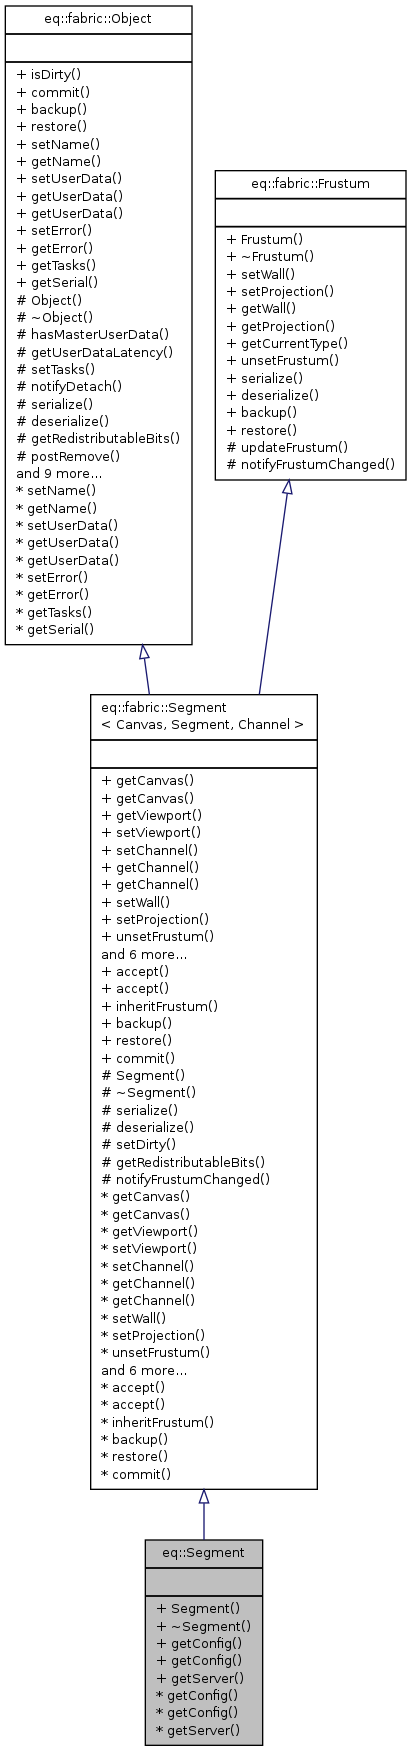 eq::fabric::Object
+ isDirty()
+ commit()
+ backup()
+ restore()
+ setName()
+ getName()
+ setUserData()
+ getUserData()
+ getUserData()
+ setError()
+ getError()
+ getTasks()
+ getSerial()
# Object()
# ~Object()
# hasMasterUserData()
# getUserDataLatency()
# setTasks()
# notifyDetach()
# serialize()
# deserialize()
# getRedistributableBits()
# postRemove()
and 9 more...
* setName()
* getName()
* setUserData()
* getUserData()
* getUserData()
* setError()
* getError()
* getTasks()
* getSerial()
eq::fabric::Frustum
+ Frustum()
+ ~Frustum()
+ setWall()
+ setProjection()
+ getWall()
+ getProjection()
+ getCurrentType()
+ unsetFrustum()
+ serialize()
+ deserialize()
+ backup()
+ restore()
# updateFrustum()
# notifyFrustumChanged()
eq::fabric::Segment
< Canvas, Segment, Channel >
+ getCanvas()
+ getCanvas()
+ getViewport()
+ setViewport()
+ setChannel()
+ getChannel()
+ getChannel()
+ setWall()
+ setProjection()
+ unsetFrustum()
and 6 more...
+ accept()
+ accept()
+ inheritFrustum()
+ backup()
+ restore()
+ commit()
# Segment()
# ~Segment()
# serialize()
# deserialize()
# setDirty()
# getRedistributableBits()
# notifyFrustumChanged()
* getCanvas()
* getCanvas()
* getViewport()
* setViewport()
* setChannel()
* getChannel()
* getChannel()
* setWall()
* setProjection()
* unsetFrustum()
and 6 more...
* accept()
* accept()
* inheritFrustum()
* backup()
* restore()
* commit()
eq::Segment
+ Segment()
+ ~Segment()
+ getConfig()
+ getConfig()
+ getServer()
* getConfig()
* getConfig()
* getServer()